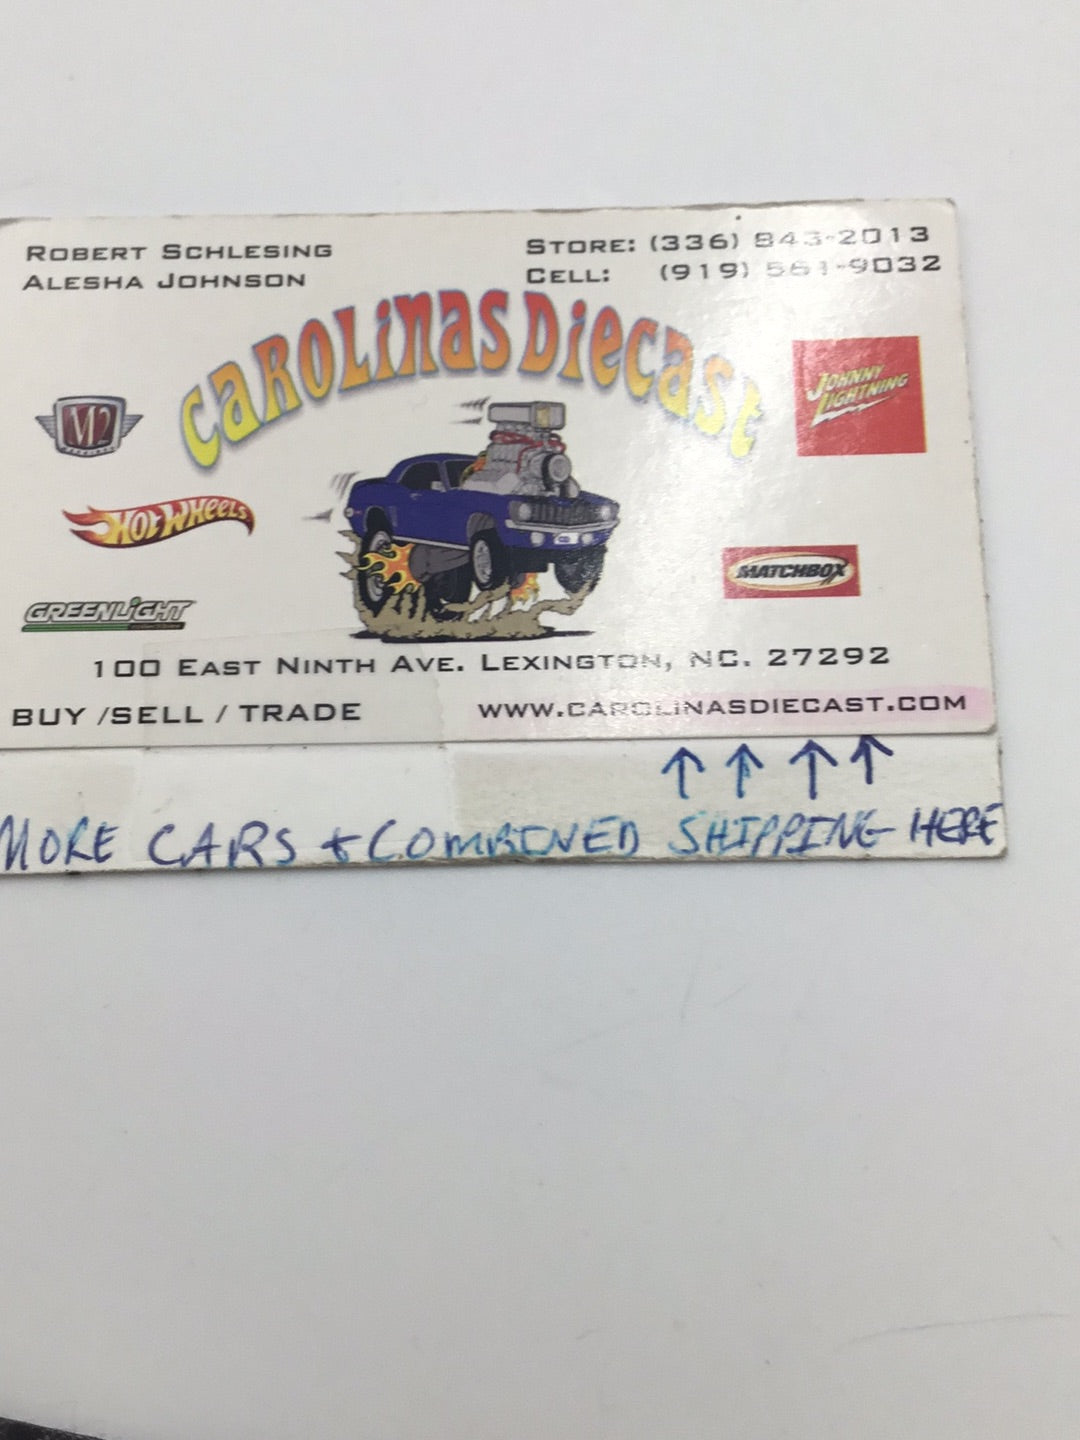 ROBERT SCHLESING
ALESHA JOHNSON
STORE: (336) 843-2013
CELL: (919) 561-9032
CAROLINAS DIECAST
M2
JOHNNY LIGHTNING
HOT WHEELS
MATCHBOX
GREENLIGHT
100 EAST NINTH AVE. LEXINGTON, NC. 27292
BUY /SELL / TRADE
WWW.CAROLINASDIECAST.COM
MORE CARS + COMBINED SHIPPING HERE